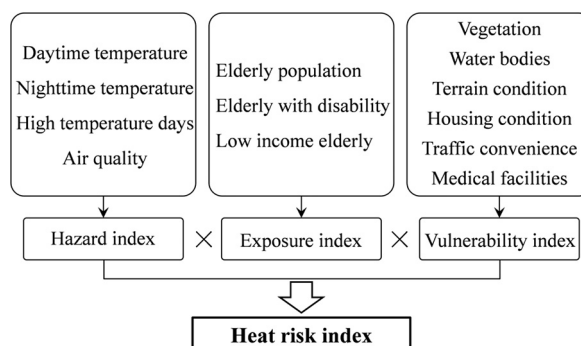 Daytime temperature
Nighttime temperature
High temperature days
Air quality
Elderly population
Elderly with disability
Low income elderly
Vegetation
Water bodies
Terrain condition
Housing condition
Traffic convenience
Medical facilities
Hazard index × Exposure index × Vulnerability index
Heat risk index